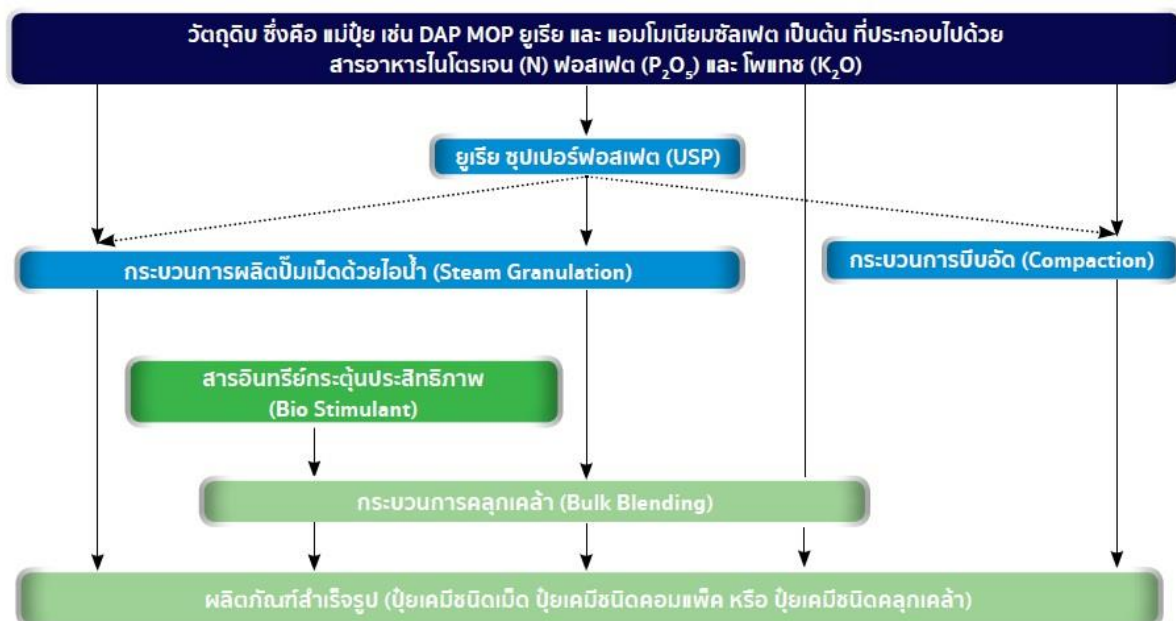 วัตถุดิบ ซึ่งคือ แม่ปุ๋ย เช่น DAP MOP ยูเรีย และ แอมโมเนียมซัลเฟต เป็นต้น ที่ประกอบไปด้วย
สารอาหารไนโตรเจน (N) ฟอสเฟต (P₂O₅) และ โพแทช (K₂O)
ยูเรีย ซุปเปอร์ฟอสเฟต (USP)
กระบวนการผลิตปั๊มเม็ดด้วยไอน้ำ (Steam Granulation)
กระบวนการบีบอัด (Compaction)
สารอินทรีย์กระตุ้นประสิทธิภาพ
(Bio Stimulant)
กระบวนการคลุกเคล้า (Bulk Blending)
ผลิตภัณฑ์สำเร็จรูป (ปุ๋ยเคมีชนิดเม็ด ปุ๋ยเคมีชนิดคอมแพ็ค หรือ ปุ๋ยเคมีชนิดคลุกเคล้า)